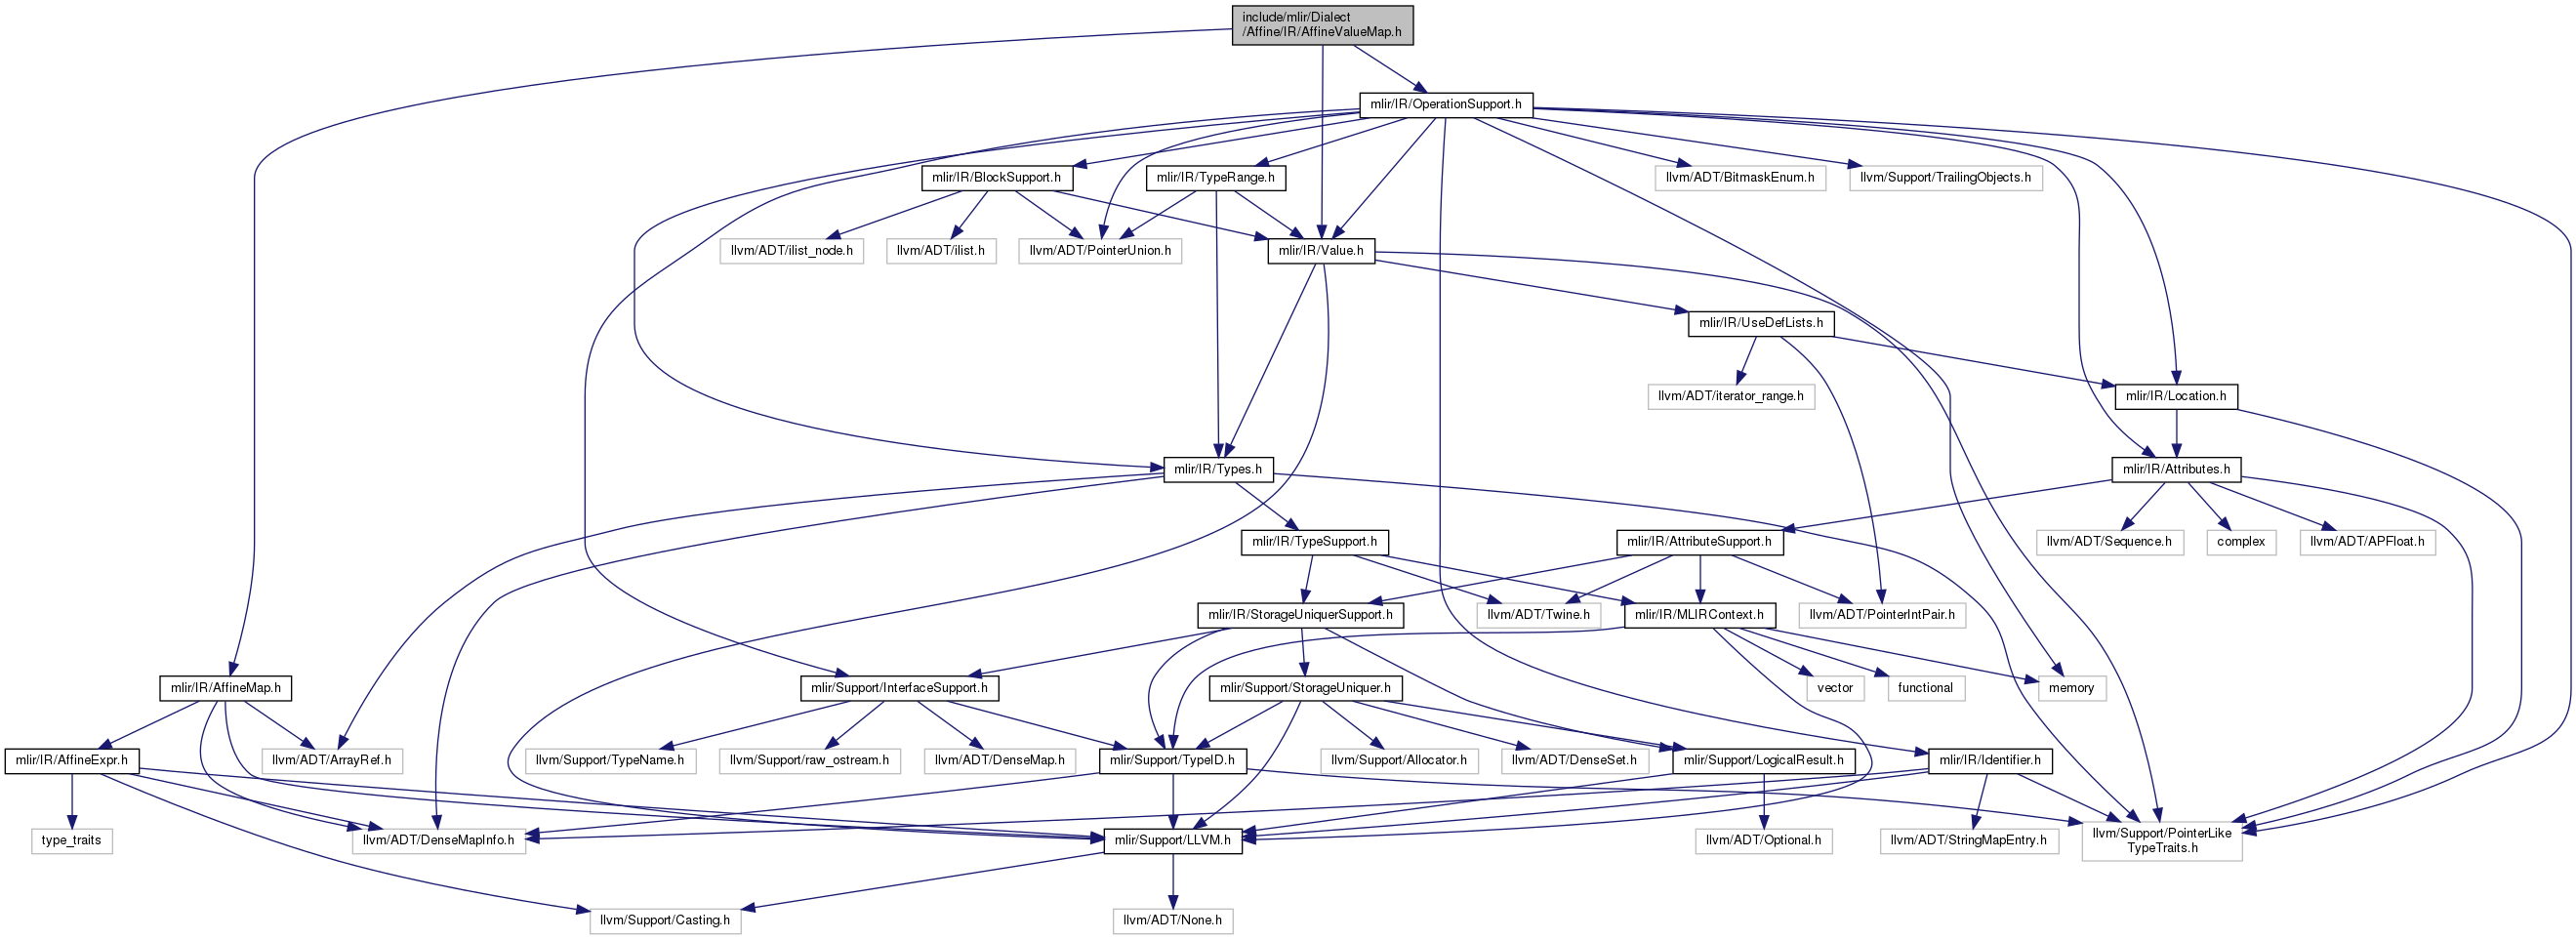 include/mlir/Dialect
/Affine/IR/AffineValueMap.h
mlir/IR/OperationSupport.h
mlir/IR/BlockSupport.h
mlir/IR/TypeRange.h
llvm/ADT/BitmaskEnum.h
llvm/Support/TrailingObjects.h
llvm/ADT/ilist_node.h
llvm/ADT/ilist.h
llvm/ADT/PointerUnion.h
mlir/IR/Value.h
mlir/IR/UseDefLists.h
llvm/ADT/iterator_range.h
mlir/IR/Location.h
mlir/IR/Types.h
mlir/IR/Attributes.h
mlir/IR/TypeSupport.h
mlir/IR/AttributeSupport.h
llvm/ADT/Sequence.h
complex
llvm/ADT/APFloat.h
mlir/IR/StorageUniquerSupport.h
llvm/ADT/Twine.h
mlir/IR/MLIRContext.h
llvm/ADT/PointerIntPair.h
mlir/IR/AffineMap.h
mlir/Support/InterfaceSupport.h
mlir/Support/StorageUniquer.h
vector
functional
memory
mlir/IR/AffineExpr.h
llvm/ADT/ArrayRef.h
llvm/Support/TypeName.h
llvm/Support/raw_ostream.h
llvm/ADT/DenseMap.h
mlir/Support/TypeID.h
llvm/Support/Allocator.h
llvm/ADT/DenseSet.h
mlir/Support/LogicalResult.h
mlir/IR/Identifier.h
type_traits
llvm/ADT/DenseMapInfo.h
mlir/Support/LLVM.h
llvm/ADT/Optional.h
llvm/ADT/StringMapEntry.h
llvm/Support/PointerLike
TypeTraits.h
llvm/Support/Casting.h
llvm/ADT/None.h